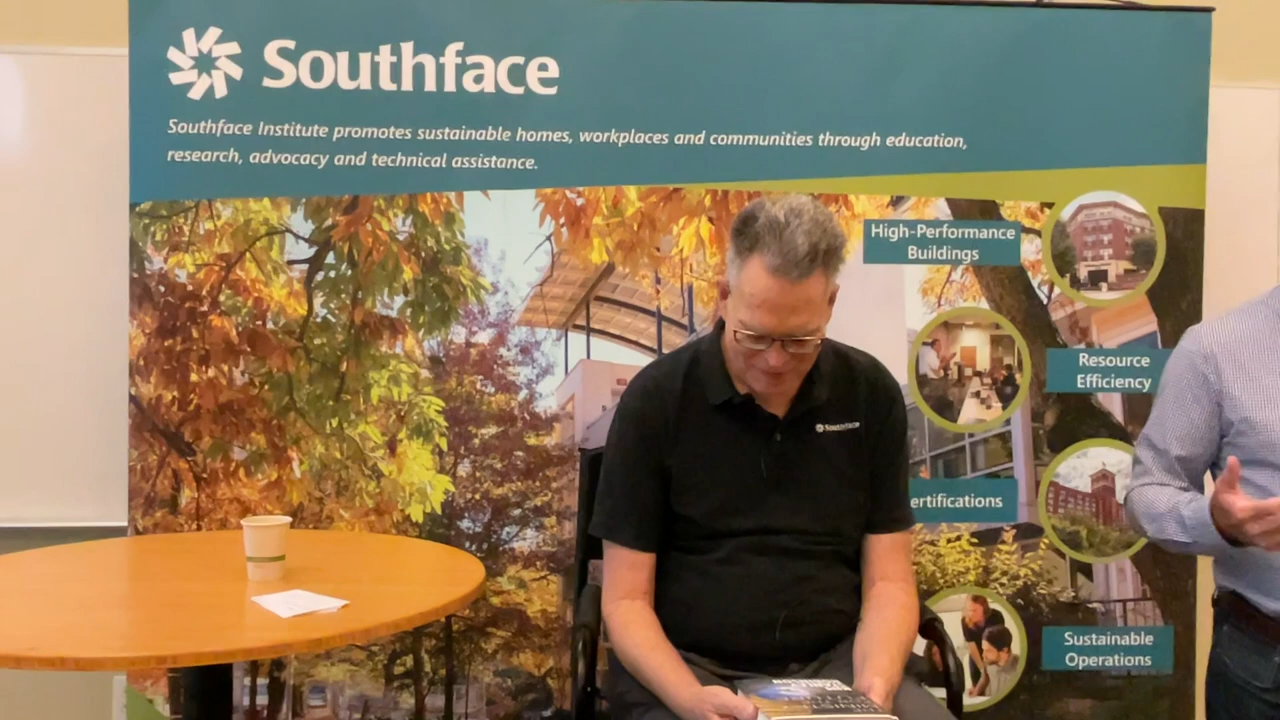 Southface
Southface Institute promotes sustainable homes, workplaces and communities through education,
research, advocacy and technical assistance.
High-Performance
Buildings
Resource
Efficiency
ertifications
Sustainable
Operations
Southface